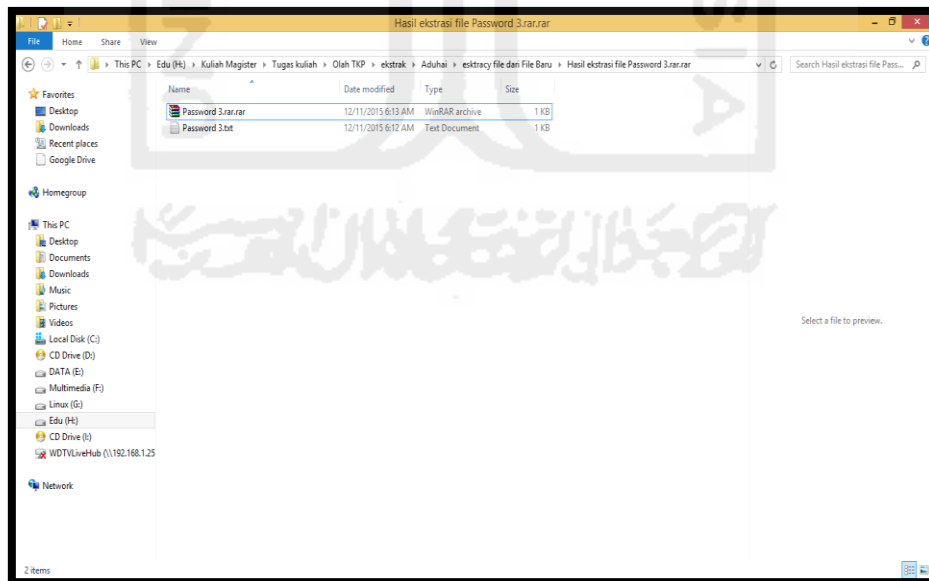 Hasil ekstrasi file Password 3.rar.rar
File Home Share View
This PC Edu (H:) Kuliah Magister Tugas kuliah Olah TKP ekstrak Aduhai esktracy file dari File Baru Hasil ekstrasi file Password 3.rar.rar Search Hasil ekstrasi file Pass...
Name Date modified Type Size
Password 3.rar.rar 12/11/2015 6:13 AM WinRAR archive 1 KB
Password 3.txt 12/11/2015 6:12 AM Text Document 1 KB
Favorites
Desktop
Downloads
Recent places
Google Drive
Homegroup
This PC
Desktop
Documents
Downloads
Music
Pictures
Videos
Local Disk (C:)
CD Drive (D:)
DATA (E:)
Multimedia (F:)
Linux (G:)
Edu (H:)
CD Drive (I:)
WDTVLiveHub (\\192.168.1.25
Network
Select a file to preview.
2 items